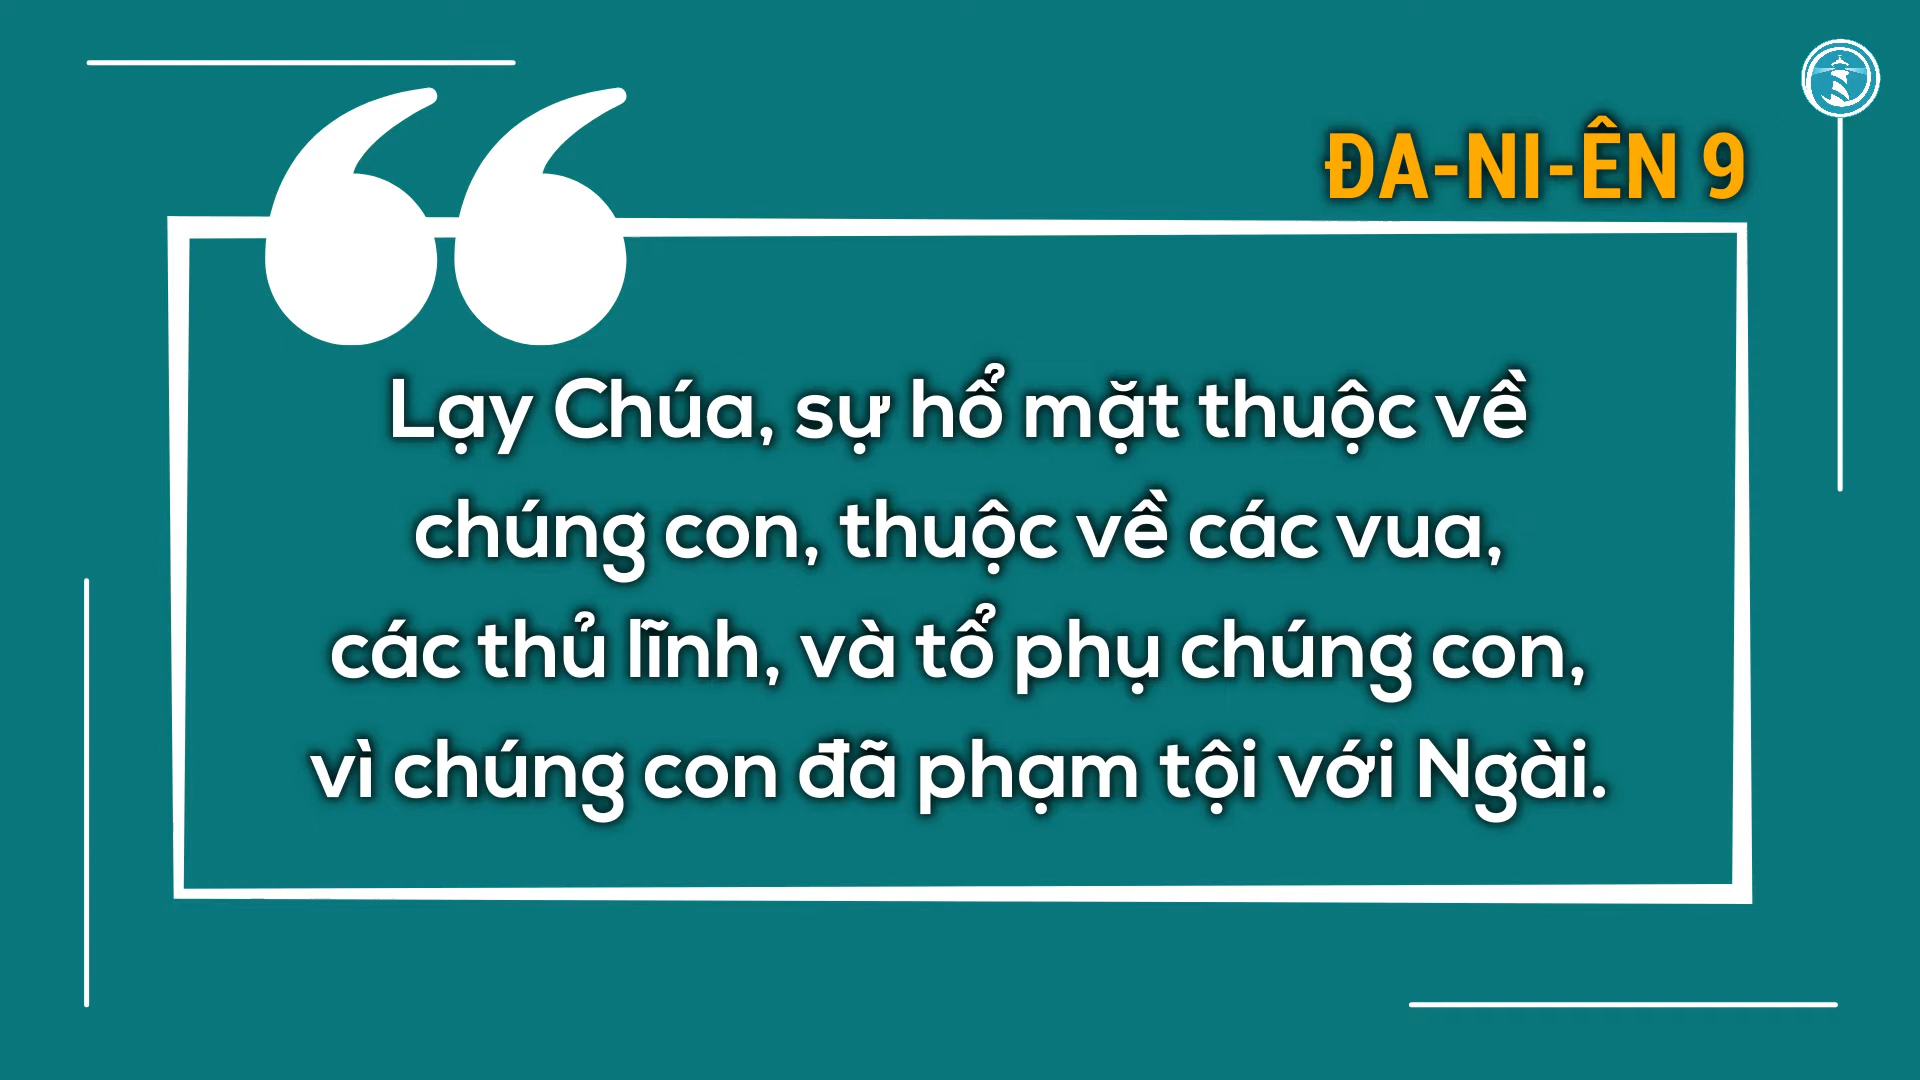 ĐA-NI-ÊN 9
Lạy Chúa, sự hổ mặt thuộc về
chúng con, thuộc về các vua,
các thủ lĩnh, và tổ phụ chúng con,
vì chúng con đã phạm tội với Ngài.